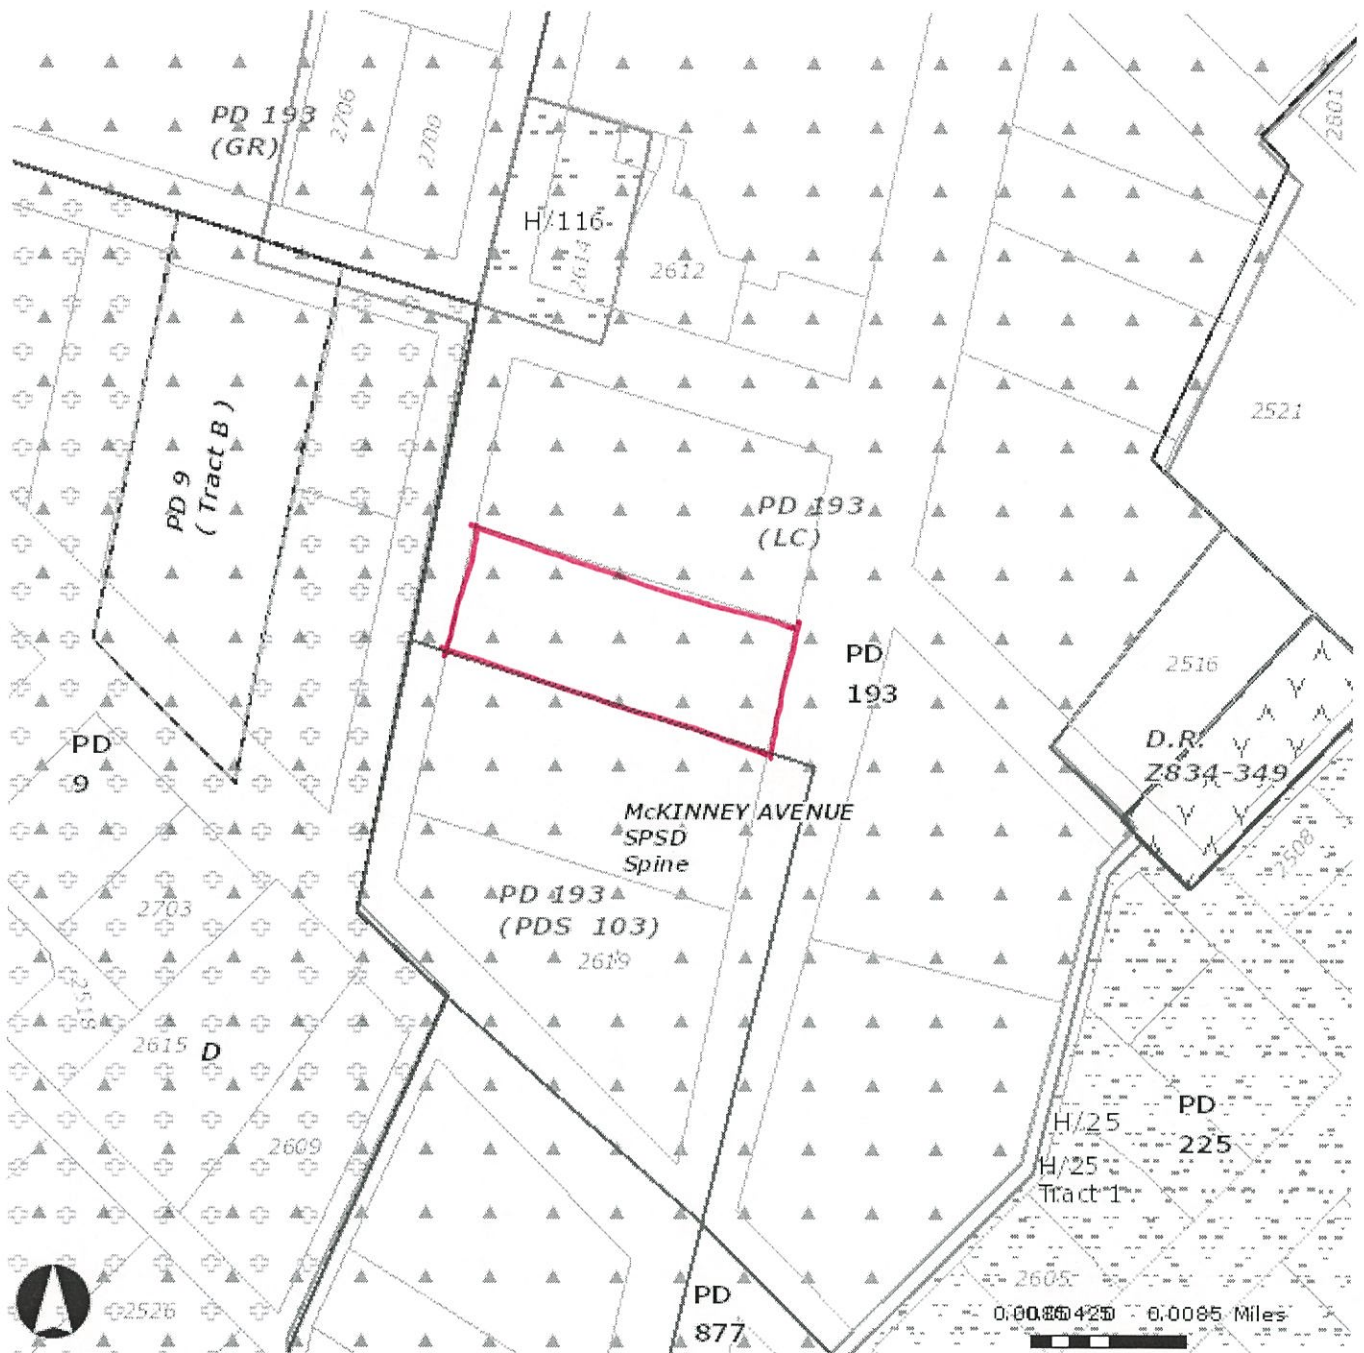 2801
PD 193
(GR)
2706
2708
H/116
2614
2612
PD 9
( Tract B )
2521
PD 193
(LC)
PD
193
2516
D.R.
Z834-349
PD
9
McKINNEY AVENUE
SPSD
Spine
2508
PD 193
(PDS 103)
2619
2703
2519
2615
D
2609
PD
225
H/25
H/25
Tract 1
2605
2526
PD
877
0.0085 Miles